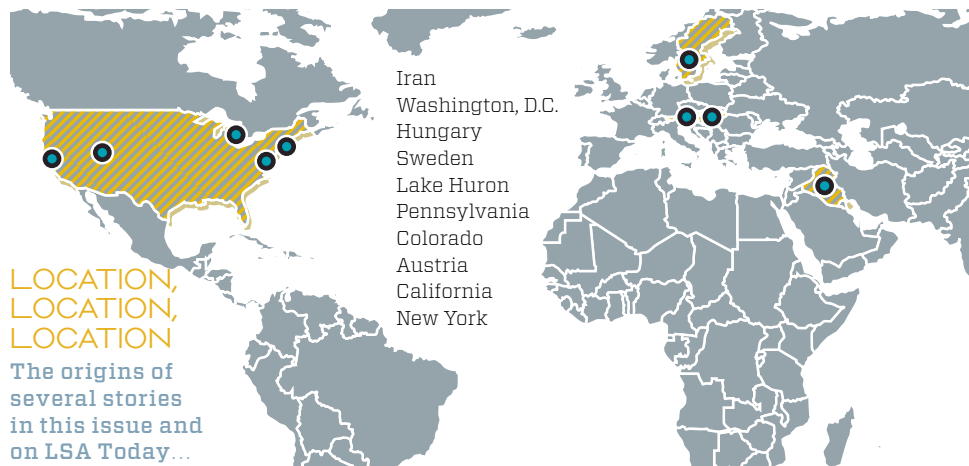 Iran
Washington, D.C.
Hungary
Sweden
Lake Huron
Pennsylvania
Colorado
Austria
California
New York
LOCATION,
LOCATION,
LOCATION
The origins of
several stories
in this issue and
on LSA Today...